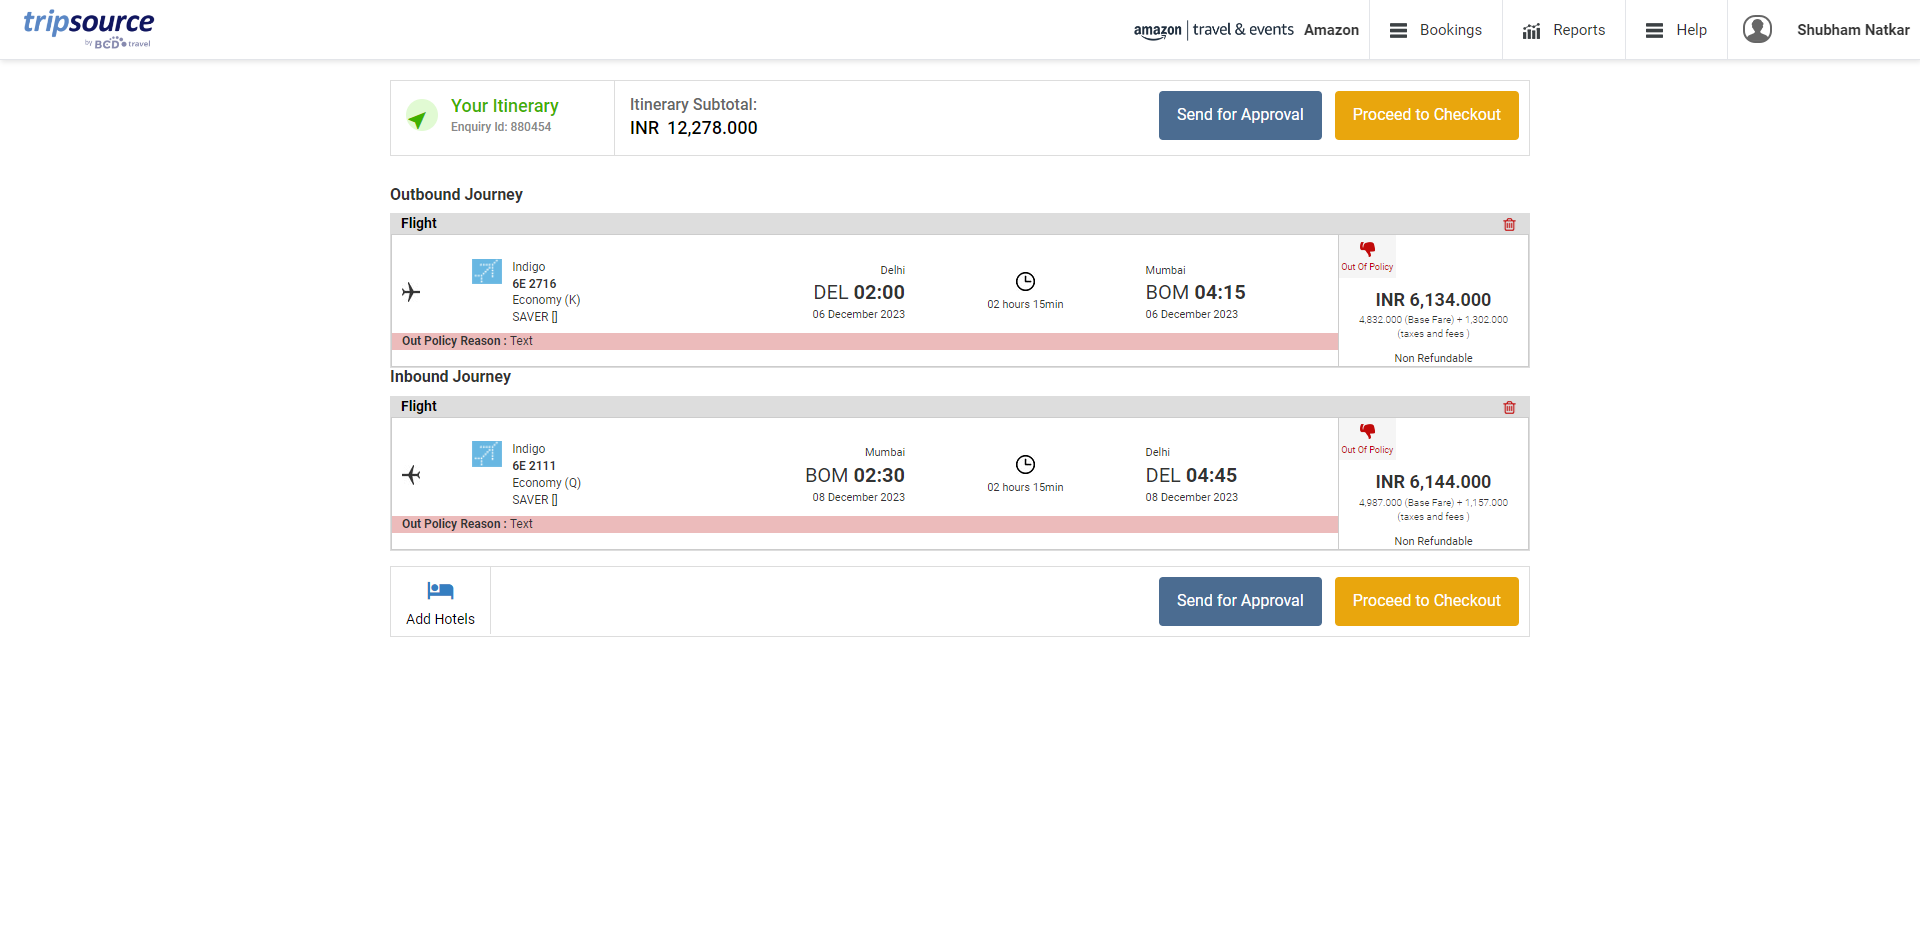 tripsource
by BCD travel
amazon | travel & events Amazon
Bookings
Reports
Help
Shubham Natkar
Your Itinerary
Enquiry Id: 880454
Itinerary Subtotal:
INR 12,278.000
Send for Approval
Proceed to Checkout
Outbound Journey
Flight
Indigo
6E 2716
Economy (K)
SAVER []
Delhi
DEL 02:00
06 December 2023
02 hours 15min
Mumbai
BOM 04:15
06 December 2023
Out Of Policy
INR 6,134.000
4,832.000 (Base Fare) + 1,302.000
(taxes and fees )
Non Refundable
Out Policy Reason : Text
Inbound Journey
Flight
Indigo
6E 2111
Economy (Q)
SAVER []
Mumbai
BOM 02:30
08 December 2023
02 hours 15min
Delhi
DEL 04:45
08 December 2023
Out Of Policy
INR 6,144.000
4,987.000 (Base Fare) + 1,157.000
(taxes and fees )
Non Refundable
Out Policy Reason : Text
Add Hotels
Send for Approval
Proceed to Checkout